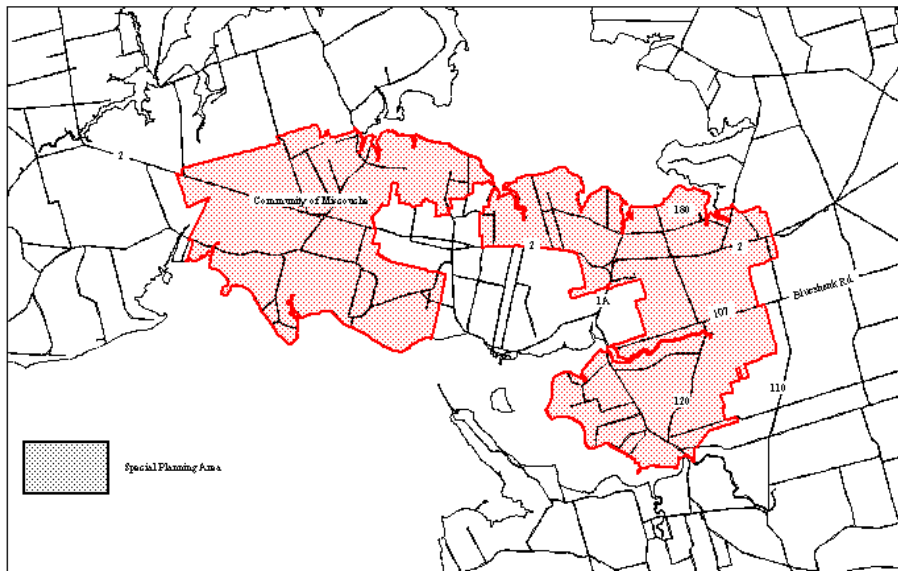 2
Community of Miscouche
180
2
2
Blueshank Rd.
1A
107
120
110
Special Planning Area